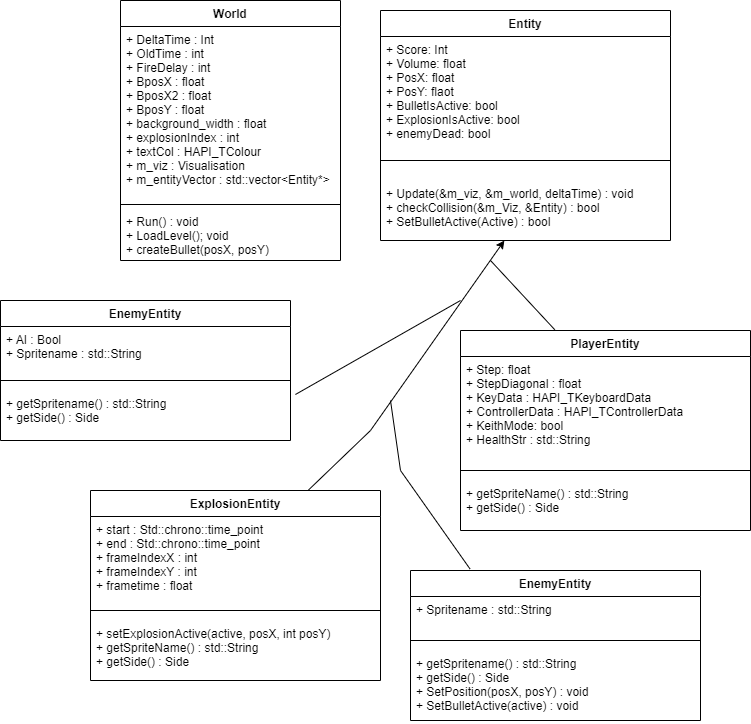 World
+ DeltaTime : Int
+ OldTime : int
+ FireDelay : int
+ BposX : float
+ BposX2 : float
+ BposY : float
+ background_width : float
+ explosionIndex : int
+ textCol : HAPI_TColour
+ m_viz : Visualisation
+ m_entityVector : std::vector<Entity*>
+ Run() : void
+ LoadLevel(); void
+ createBullet(posX, posY)
Entity
+ Score: Int
+ Volume: float
+ PosX: float
+ PosY: flaot
+ BulletIsActive: bool
+ ExplosionIsActive: bool
+ enemyDead: bool
+ Update(&m_viz, &m_world, deltaTime) : void
+ checkCollision(&m_Viz, &Entity) : bool
+ SetBulletActive(Active) : bool
EnemyEntity
+ AI : Bool
+ Spritename : std::String
+ getSpritename() : std::String
+ getSide() : Side
PlayerEntity
+ Step: float
+ StepDiagonal : float
+ KeyData : HAPI_TKeyboardData
+ ControllerData : HAPI_TControllerData
+ KeithMode: bool
+ HealthStr : std::String
+ getSpriteName() : std::String
+ getSide() : Side
ExplosionEntity
+ start : Std::chrono::time_point
+ end : Std::chrono::time_point
+ frameIndexX : int
+ frameIndexY : int
+ frametime : float
+ setExplosionActive(active, posX, int posY)
+ getSpriteName() : std::String
+ getSide() : Side
EnemyEntity
+ Spritename : std::String
+ getSpritename() : std::String
+ getSide() : Side
+ SetPosition(posX, posY) : void
+ SetBulletActive(active) : void